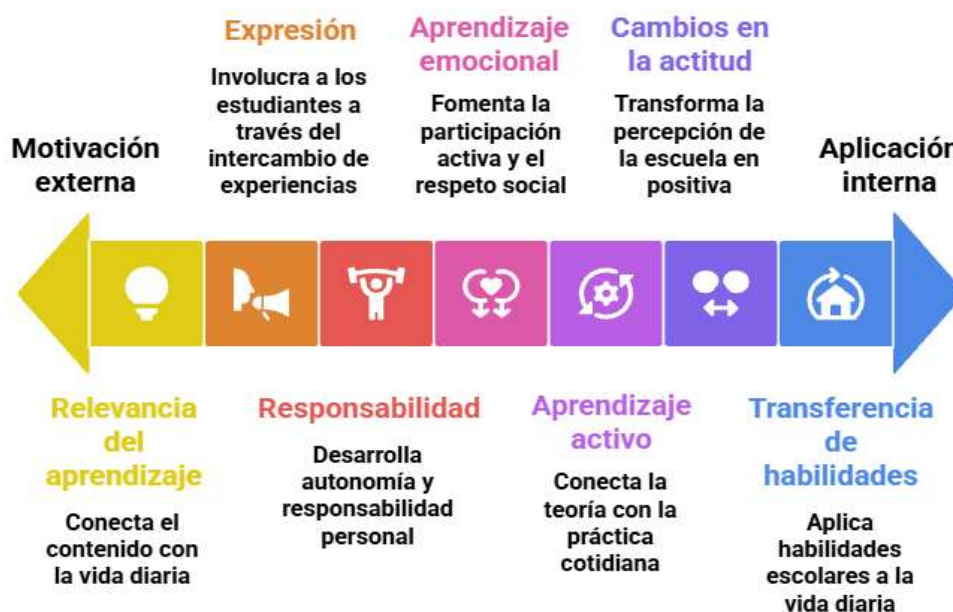 Expresión
Involucra a los
estudiantes a
través del
intercambio de
experiencias
Aprendizaje
emocional
Fomenta la
participación
activa y el
respeto social
Cambios en
la actitud
Transforma la
percepción de
la escuela en
positiva
Motivación
externa
Aplicación
interna
Relevancia
del
aprendizaje
Conecta el
contenido con
la vida diaria
Responsabilidad
Desarrolla
autonomía y
responsabilidad
personal
Aprendizaje
activo
Conecta la
teoría con la
práctica
cotidiana
Transferencia
de
habilidades
Aplica
habilidades
escolares a la
vida diaria